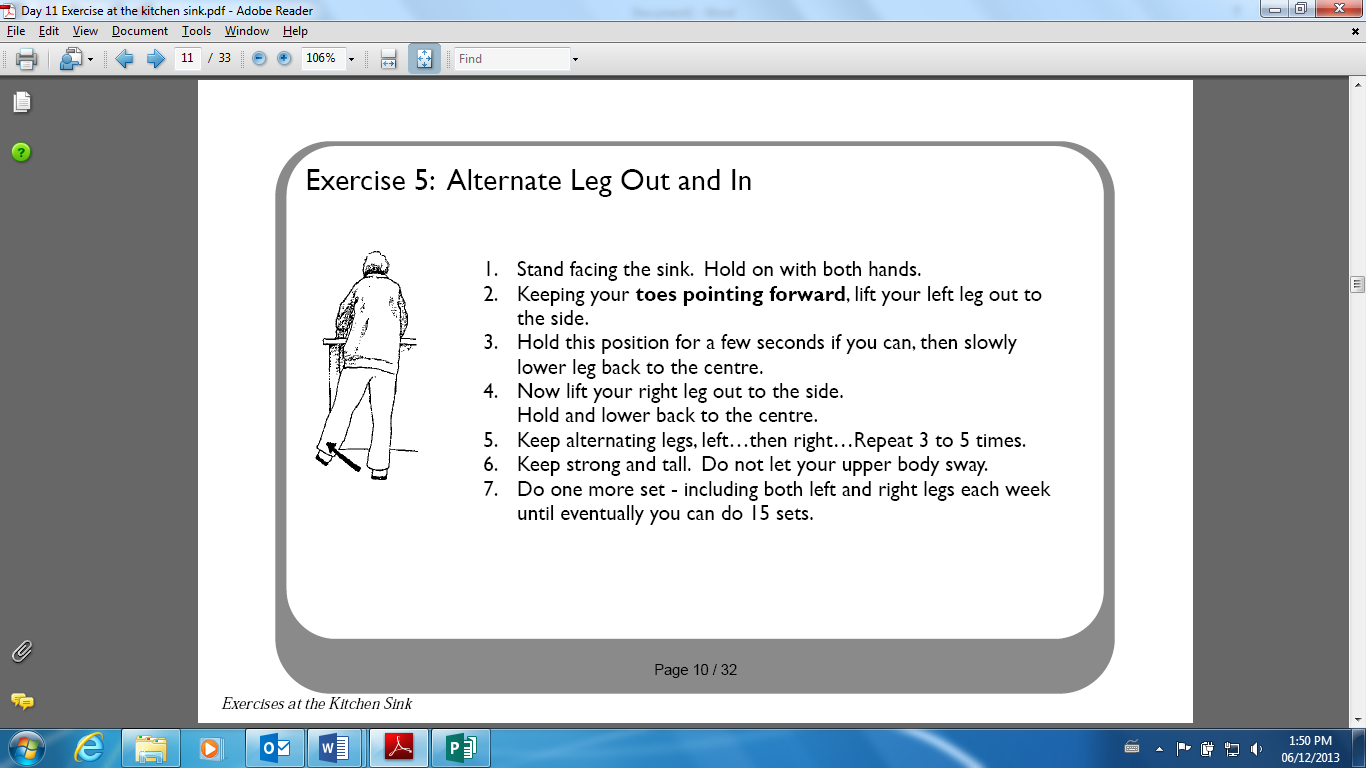 Day 11 Exercise at the kitchen sink.pdf - Adobe Reader
File Edit View Document Tools Window Help
11 / 33 106% Find
Exercise 5: Alternate Leg Out and In
1. Stand facing the sink. Hold on with both hands.
2. Keeping your toes pointing forward, lift your left leg out to
the side.
3. Hold this position for a few seconds if you can, then slowly
lower leg back to the centre.
4. Now lift your right leg out to the side.
Hold and lower back to the centre.
5. Keep alternating legs, left…then right…Repeat 3 to 5 times.
6. Keep strong and tall. Do not let your upper body sway.
7. Do one more set - including both left and right legs each week
until eventually you can do 15 sets.
Page 10 / 32
Exercises at the Kitchen Sink
1:50 PM
06/12/2013